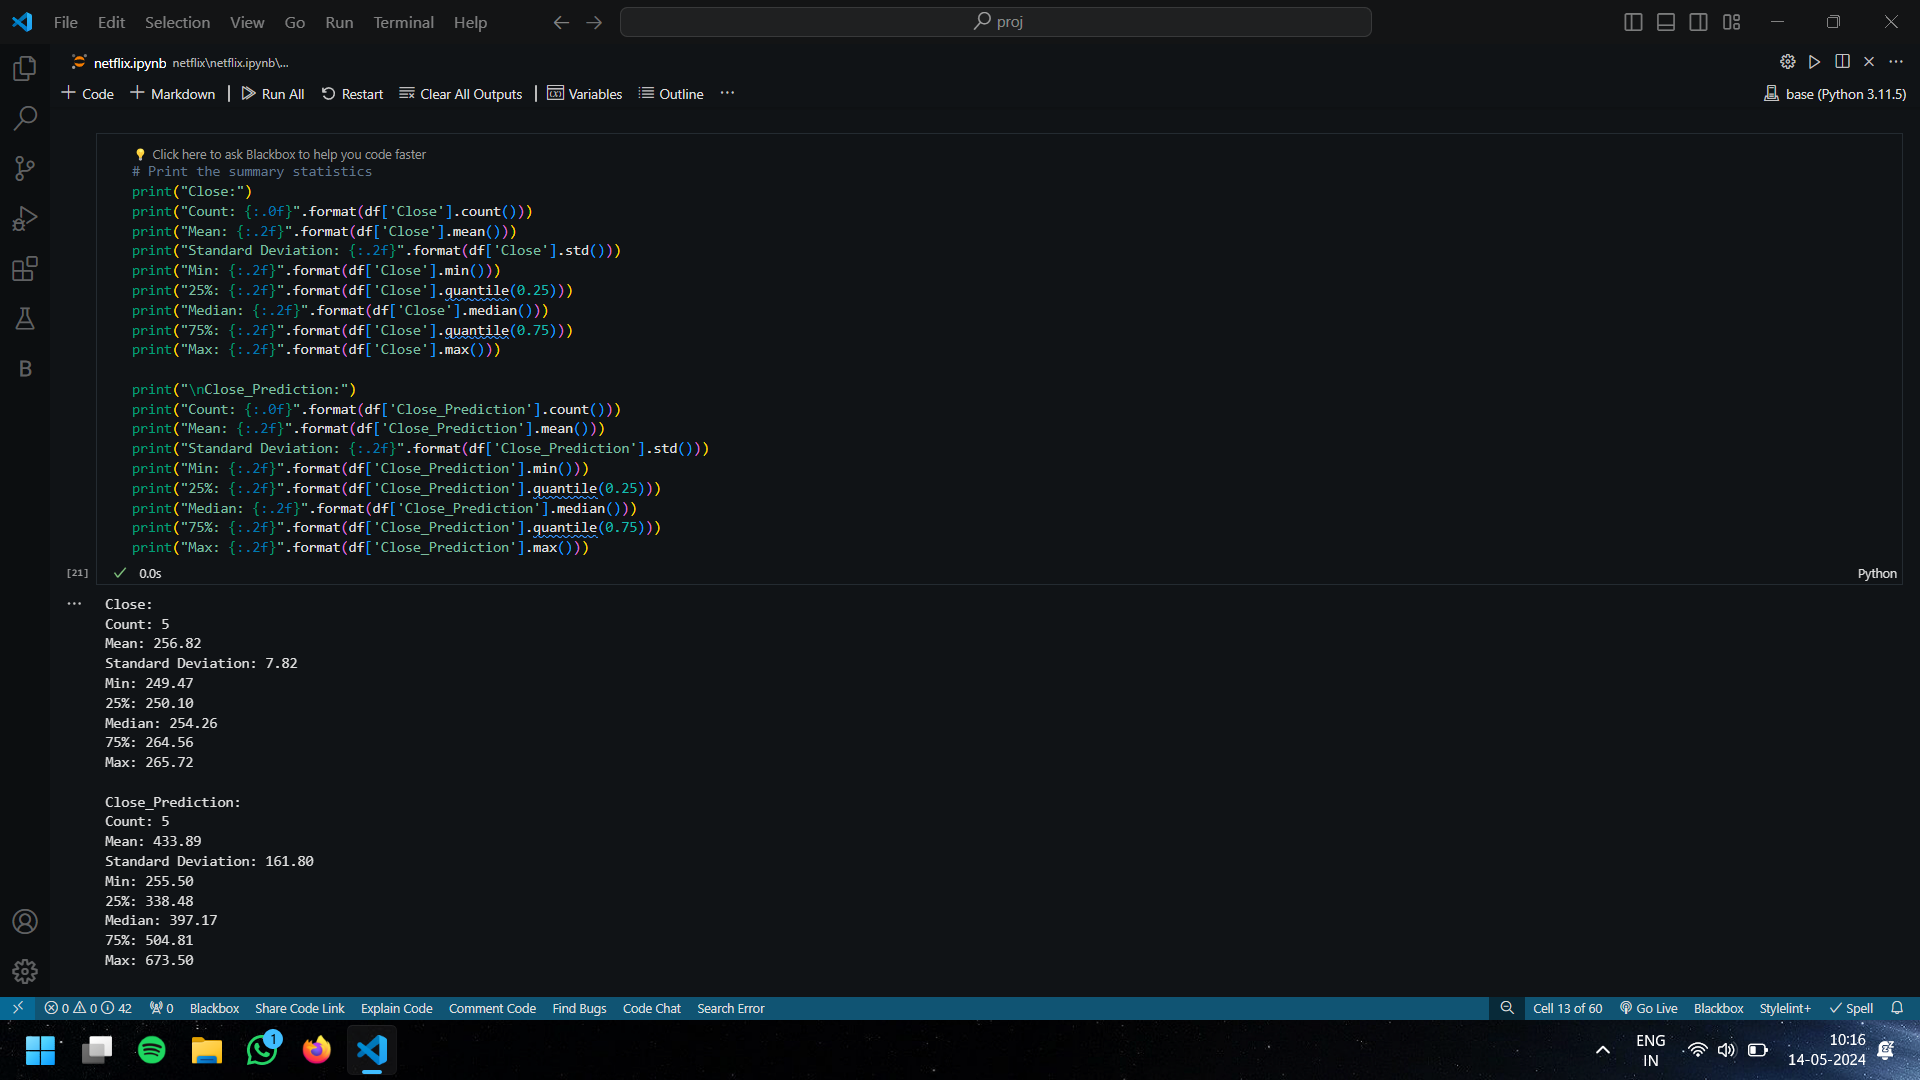 File Edit Selection View Go Run Terminal Help
proj
netflix.ipynb netflix\netflix.ipynb\...
Code Markdown Run All Restart Clear All Outputs Variables Outline ...
base (Python 3.11.5)
Click here to ask Blackbox to help you code faster
# Print the summary statistics
print("Close:")
print("Count: {:.0f}".format(df['Close'].count()))
print("Mean: {:.2f}".format(df['Close'].mean()))
print("Standard Deviation: {:.2f}".format(df['Close'].std()))
print("Min: {:.2f}".format(df['Close'].min()))
print("25%: {:.2f}".format(df['Close'].quantile(0.25)))
print("Median: {:.2f}".format(df['Close'].median()))
print("75%: {:.2f}".format(df['Close'].quantile(0.75)))
print("Max: {:.2f}".format(df['Close'].max()))
print("\nClose_Prediction:")
print("Count: {:.0f}".format(df['Close_Prediction'].count()))
print("Mean: {:.2f}".format(df['Close_Prediction'].mean()))
print("Standard Deviation: {:.2f}".format(df['Close_Prediction'].std()))
print("Min: {:.2f}".format(df['Close_Prediction'].min()))
print("25%: {:.2f}".format(df['Close_Prediction'].quantile(0.25)))
print("Median: {:.2f}".format(df['Close_Prediction'].median()))
print("75%: {:.2f}".format(df['Close_Prediction'].quantile(0.75)))
print("Max: {:.2f}".format(df['Close_Prediction'].max()))
[21] 0.0s
Python
B
Close:
Count: 5
Mean: 256.82
Standard Deviation: 7.82
Min: 249.47
25%: 250.10
Median: 254.26
75%: 264.56
Max: 265.72
Close_Prediction:
Count: 5
Mean: 433.89
Standard Deviation: 161.80
Min: 255.50
25%: 338.48
Median: 397.17
75%: 504.81
Max: 673.50
0 0 42 0 Blackbox Share Code Link Explain Code Comment Code Find Bugs Code Chat Search Error
Cell 13 of 60 Go Live Blackbox Stylelint+ Spell
1
ENG
IN
10:16
14-05-2024